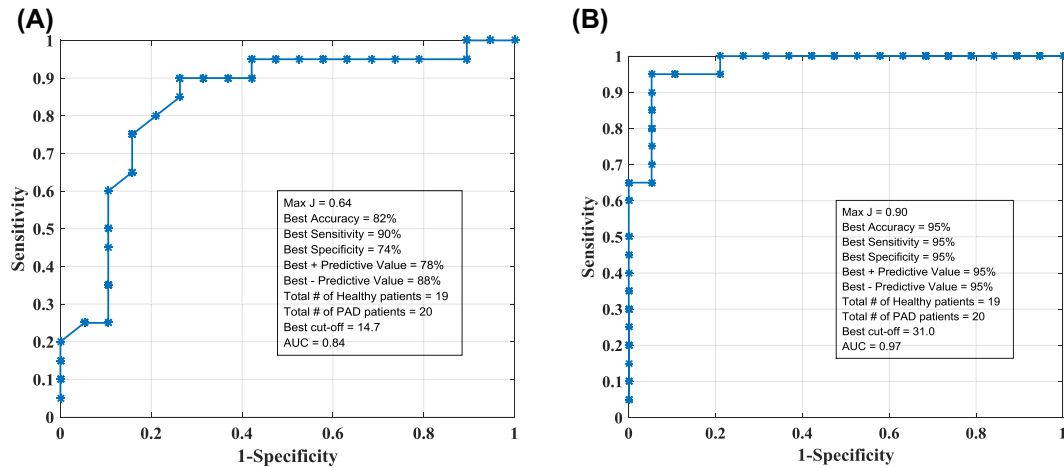 (A)
1
0.9
0.8
0.7
0.6
0.5
0.4
0.3
0.2
0.1
0
Sensitivity
0 0.2 0.4 0.6 0.8 1
1-Specificity
Max J = 0.64
Best Accuracy = 82%
Best Sensitivity = 90%
Best Specificity = 74%
Best + Predictive Value = 78%
Best - Predictive Value = 88%
Total # of Healthy patients = 19
Total # of PAD patients = 20
Best cut-off = 14.7
AUC = 0.84
(B)
1
0.9
0.8
0.7
0.6
0.5
0.4
0.3
0.2
0.1
0
Sensitivity
0 0.2 0.4 0.6 0.8 1
1-Specificity
Max J = 0.90
Best Accuracy = 95%
Best Sensitivity = 95%
Best Specificity = 95%
Best + Predictive Value = 95%
Best - Predictive Value = 95%
Total # of Healthy patients = 19
Total # of PAD patients = 20
Best cut-off = 31.0
AUC = 0.97